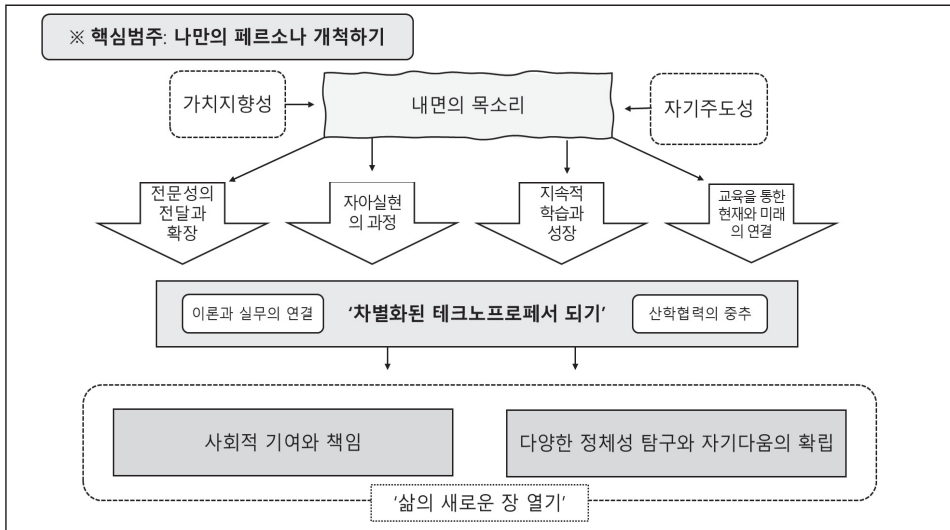 ※ 핵심범주: 나만의 페르소나 개척하기
가치지향성
내면의 목소리
자기주도성
전문성의
전달과
확장
자아실현
의 과정
지속적
학습과
성장
교육을 통한
현재와 미래
의 연결
이론과 실무의 연결
'차별화된 테크노프로페서 되기'
산학협력의 중추
사회적 기여와 책임
다양한 정체성 탐구와 자기다움의 확립
'삶의 새로운 장 열기'